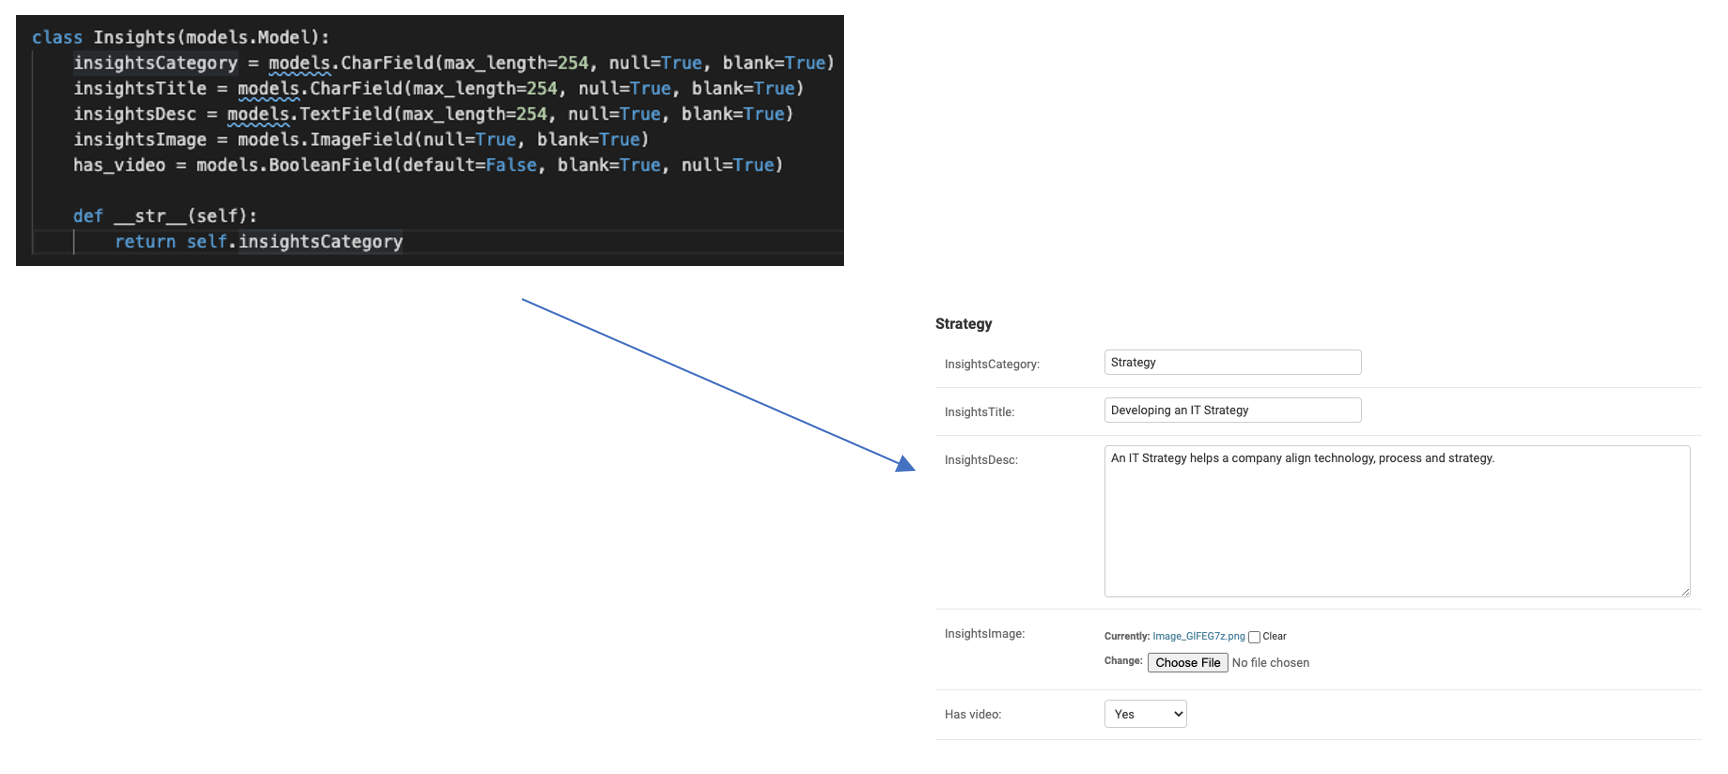 class Insights(models.Model):
insightsCategory = models.CharField(max_length=254, null=True, blank=True)
insightsTitle = models.CharField(max_length=254, null=True, blank=True)
insightsDesc = models.TextField(max_length=254, null=True, blank=True)
insightsImage = models.ImageField(null=True, blank=True)
has_video = models.BooleanField(default=False, blank=True, null=True)
def __str__(self):
return self.insightsCategory
Strategy
InsightsCategory: Strategy
InsightsTitle: Developing an IT Strategy
InsightsDesc: An IT Strategy helps a company align technology, process and strategy.
InsightsImage: Currently: Image_GIFEG7z.png Clear
Change: Choose File No file chosen
Has video: Yes